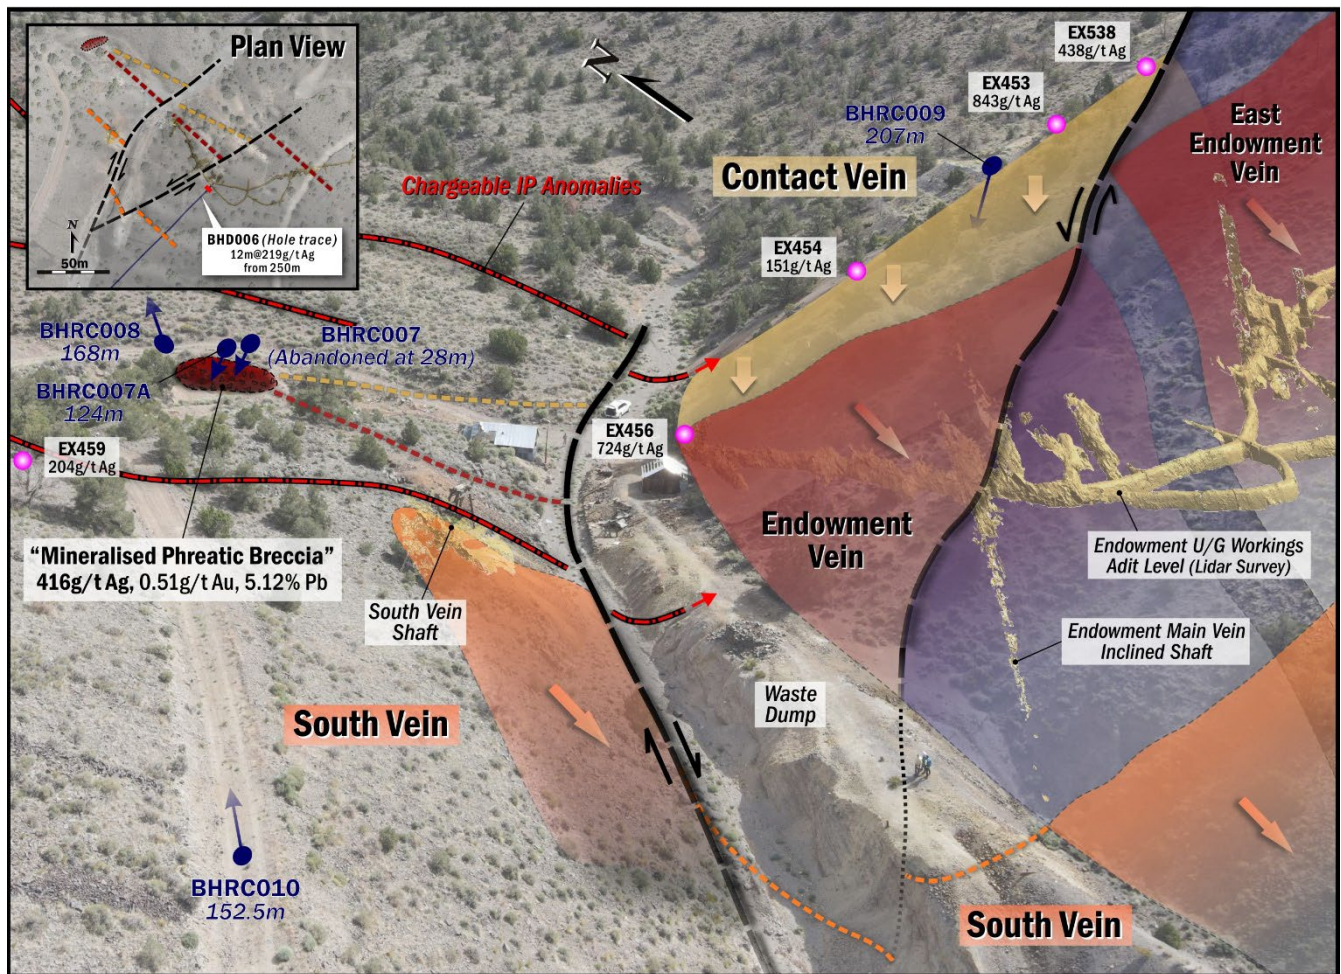 Plan View
N
50m
BHD006 (Hole trace)
12m@219g/t Ag
from 250m
N
EX538
438g/t Ag
EX453
843g/t Ag
BHRC009
207m
East
Endowment
Vein
Contact Vein
Chargeable IP Anomalies
EX454
151g/t Ag
BHRC008
168m
BHRC007
(Abandoned at 28m)
BHRC007A
124m
EX459
204g/t Ag
EX456
724g/t Ag
"Mineralised Phreatic Breccia"
416g/t Ag, 0.51g/t Au, 5.12% Pb
Endowment
Vein
Endowment U/G Workings
Adit Level (Lidar Survey)
South Vein
Shaft
Endowment Main Vein
Inclined Shaft
Waste
Dump
South Vein
BHRC010
152.5m
South Vein